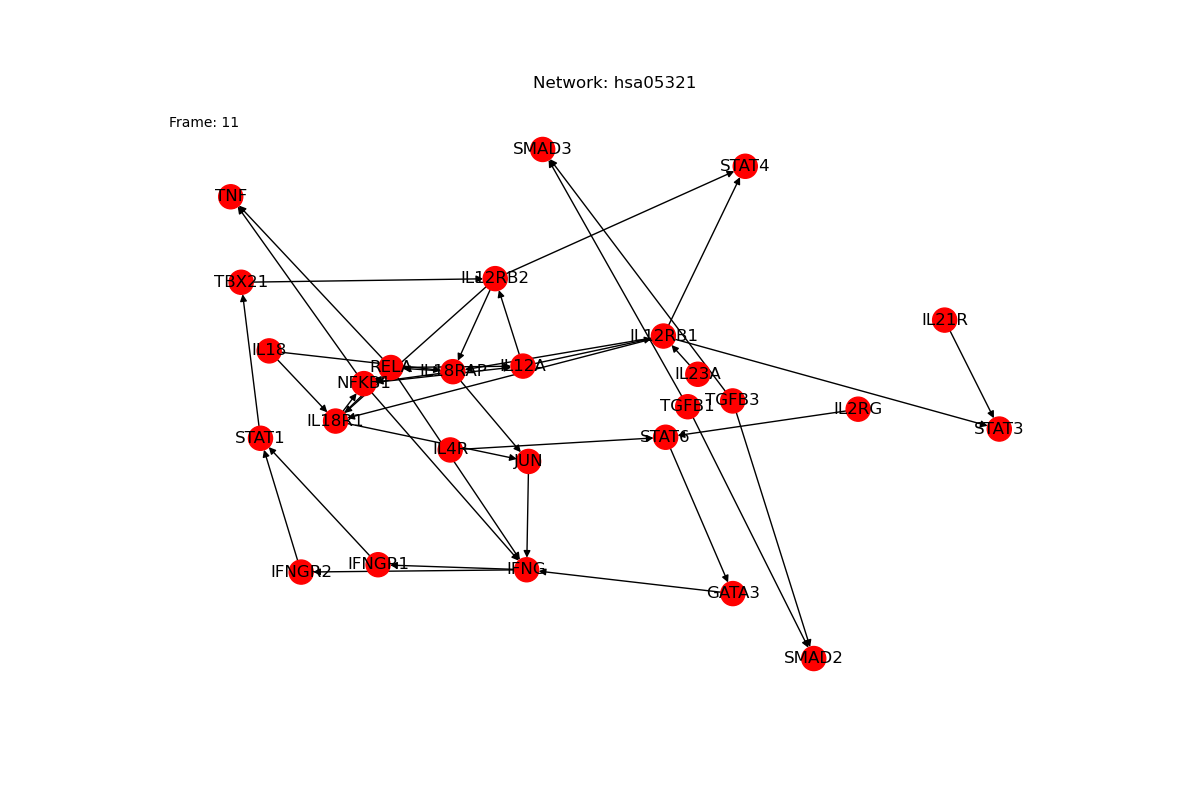 Network: hsa05321
Frame: 11
SMAD3
STAT4
TNF
IL12RB2
TBX21
IL21R
IL12RB1
IL18
RELA
IL18RAP
IL12A
IL23A
NFKB1
TGFB1
TGFB3
IL2RG
IL18R1
STAT3
STAT1
STAT6
IL4R
JUN
IFNGR2
IFNGR1
IFNG
GATA3
SMAD2